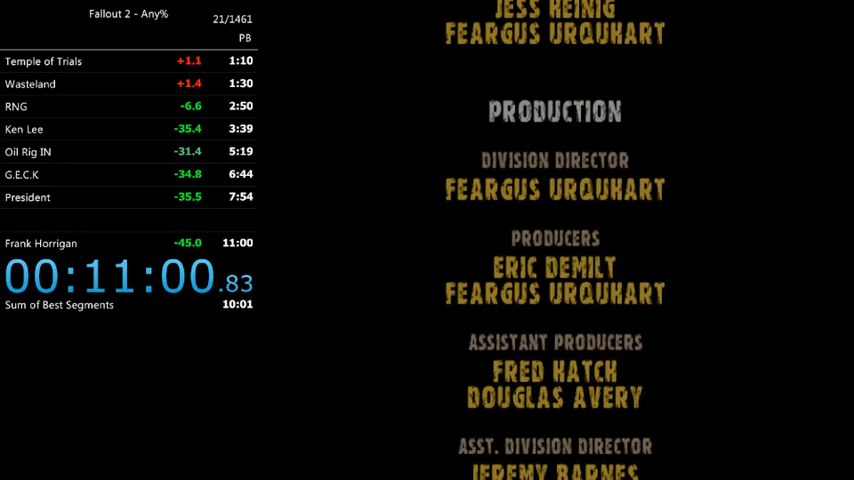 Fallout 2 - Any%
21/1461
PB
Temple of Trials +1.1 1:10
Wasteland +1.4 1:30
RNG -6.6 2:50
Ken Lee -35.4 3:39
Oil Rig IN -31.4 5:19
G.E.C.K -34.8 6:44
President -35.5 7:54
Frank Horrigan -45.0 11:00
00:11:00.83
Sum of Best Segments 10:01
JESS HEINIG
FEARGUS URQUHART
PRODUCTION
DIVISION DIRECTOR
FEARGUS URQUHART
PRODUCERS
ERIC DEMILT
FEARGUS URQUHART
ASSISTANT PRODUCERS
FRED HATCH
DOUGLAS AVERY
ASST. DIVISION DIRECTOR
JEREMY BARNES